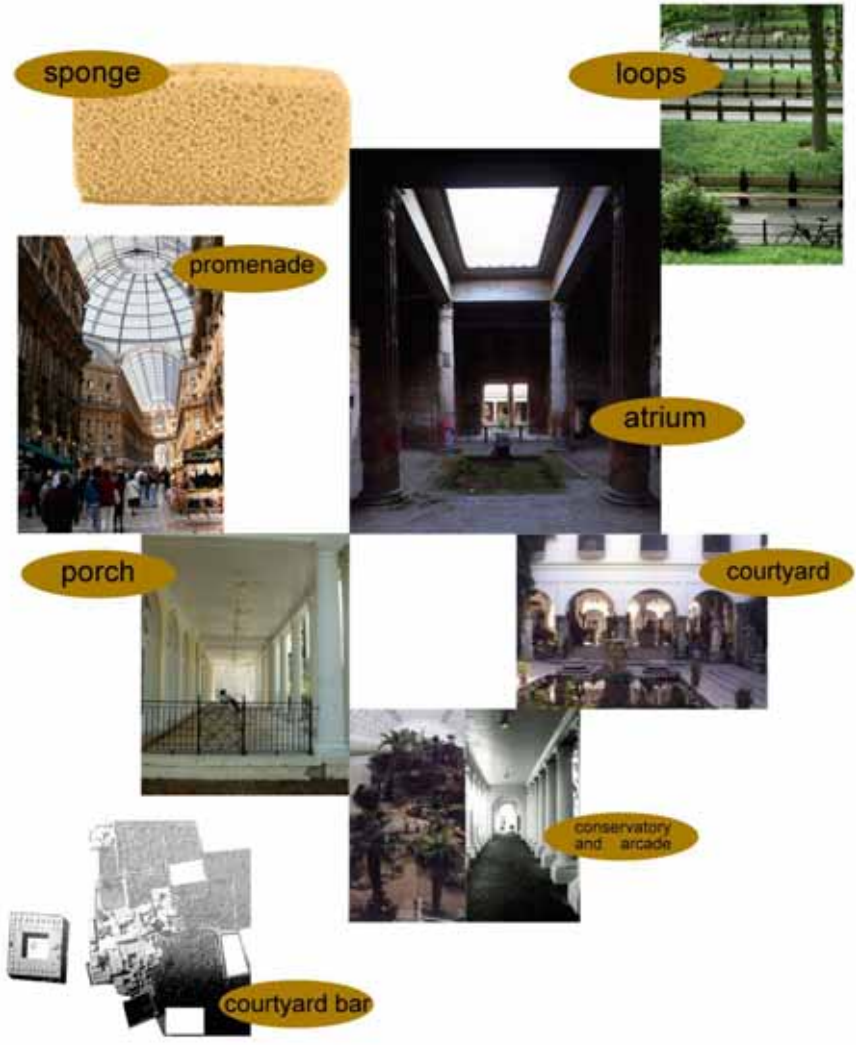 sponge
loops
promenade
atrium
porch
courtyard
conservatory
and arcade
courtyard bar